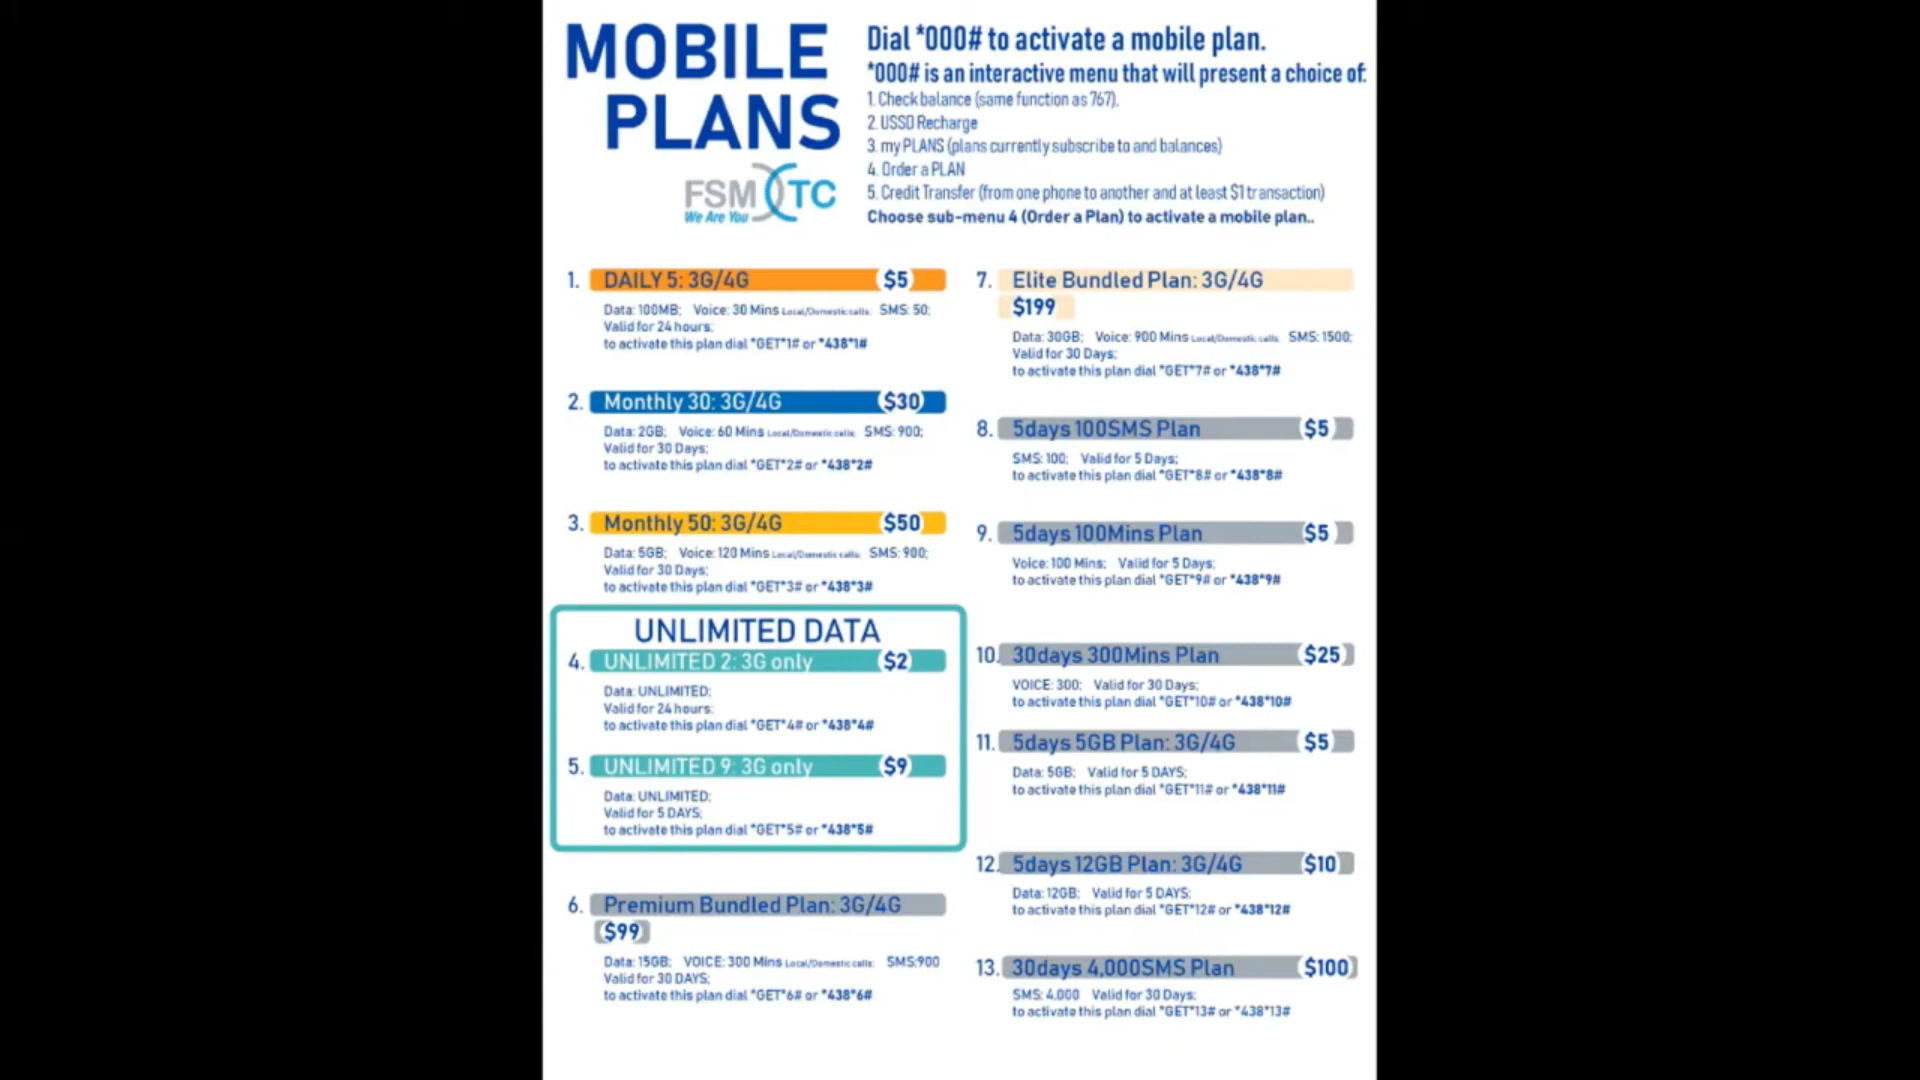 MOBILE
PLANS
FSM TC
We Are You
Dial *000# to activate a mobile plan.
*000# is an interactive menu that will present a choice of:
1. Check balance (same function as 767).
2. USSD Recharge
3. my PLANS (plans currently subscribe to and balances)
4. Order a PLAN
5. Credit Transfer (from one phone to another and at least $1 transaction)
Choose sub-menu 4 (Order a Plan) to activate a mobile plan..
1. DAILY 5: 3G/4G $5
Data: 100MB; Voice: 30 Mins Local/Domestic calls; SMS: 50;
Valid for 24 hours;
to activate this plan dial *GET*1# or *438*1#
2. Monthly 30: 3G/4G $30
Data: 2GB; Voice: 60 Mins Local/Domestic calls; SMS: 900;
Valid for 30 Days;
to activate this plan dial *GET*2# or *438*2#
3. Monthly 50: 3G/4G $50
Data: 5GB; Voice: 120 Mins Local/Domestic calls; SMS: 900;
Valid for 30 Days;
to activate this plan dial *GET*3# or *438*3#
UNLIMITED DATA
4. UNLIMITED 2: 3G only $2
Data: UNLIMITED;
Valid for 24 hours;
to activate this plan dial *GET*4# or *438*4#
5. UNLIMITED 9: 3G only $9
Data: UNLIMITED;
Valid for 5 DAYS;
to activate this plan dial *GET*5# or *438*5#
6. Premium Bundled Plan: 3G/4G
$99
Data: 15GB; VOICE: 300 Mins Local/Domestic calls; SMS:900
Valid for 30 DAYS;
to activate this plan dial *GET*6# or *438*6#
7. Elite Bundled Plan: 3G/4G
$199
Data: 30GB; Voice: 900 Mins Local/Domestic calls; SMS: 1500;
Valid for 30 Days;
to activate this plan dial *GET*7# or *438*7#
8. 5days 100SMS Plan $5
SMS: 100; Valid for 5 Days;
to activate this plan dial *GET*8# or *438*8#
9. 5days 100Mins Plan $5
Voice: 100 Mins; Valid for 5 Days;
to activate this plan dial *GET*9# or *438*9#
10. 30days 300Mins Plan $25
VOICE: 300; Valid for 30 Days;
to activate this plan dial *GET*10# or *438*10#
11. 5days 5GB Plan: 3G/4G $5
Data: 5GB; Valid for 5 DAYS;
to activate this plan dial *GET*11# or *438*11#
12. 5days 12GB Plan: 3G/4G $10
Data: 12GB; Valid for 5 DAYS;
to activate this plan dial *GET*12# or *438*12#
13. 30days 4,000SMS Plan $100
SMS: 4,000 Valid for 30 Days;
to activate this plan dial *GET*13# or *438*13#